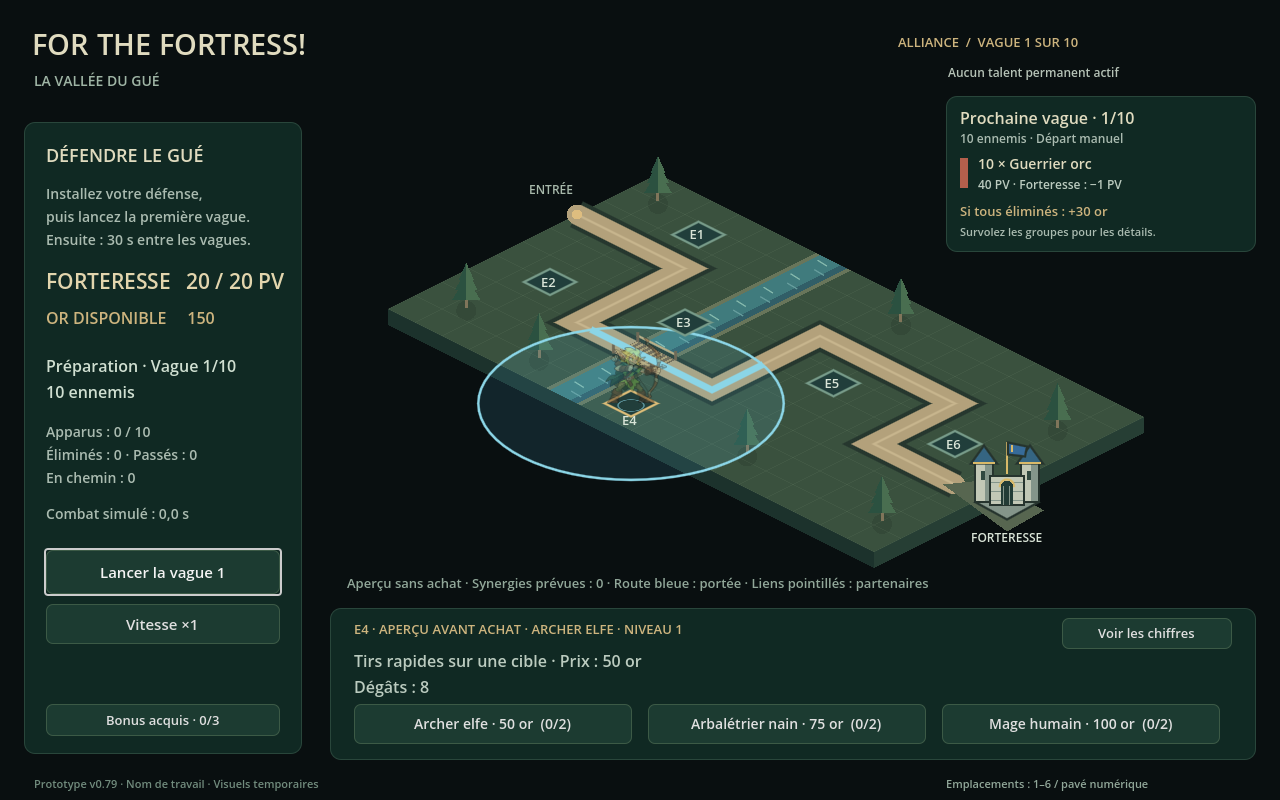 FOR THE FORTRESS!
LA VALLÉE DU GUÉ
ALLIANCE / VAGUE 1 SUR 10
Aucun talent permanent actif
Prochaine vague · 1/10
10 ennemis · Départ manuel
10 × Guerrier orc
40 PV · Forteresse : −1 PV
Si tous éliminés : +30 or
Survolez les groupes pour les détails.
DÉFENDRE LE GUÉ
Installez votre défense,
puis lancez la première vague.
Ensuite : 30 s entre les vagues.
FORTERESSE 20 / 20 PV
OR DISPONIBLE 150
Préparation · Vague 1/10
10 ennemis
Apparus : 0 / 10
Éliminés : 0 · Passés : 0
En chemin : 0
Combat simulé : 0,0 s
Lancer la vague 1
Vitesse ×1
Bonus acquis · 0/3
ENTRÉE
E1
E2
E3
E4
E5
E6
FORTERESSE
Aperçu sans achat · Synergies prévues : 0 · Route bleue : portée · Liens pointillés : partenaires
E4 · APERÇU AVANT ACHAT · ARCHER ELFE · NIVEAU 1
Voir les chiffres
Tirs rapides sur une cible · Prix : 50 or
Dégâts : 8
Archer elfe · 50 or (0/2)
Arbalétrier nain · 75 or (0/2)
Mage humain · 100 or (0/2)
Prototype v0.79 · Nom de travail · Visuels temporaires
Emplacements : 1–6 / pavé numérique